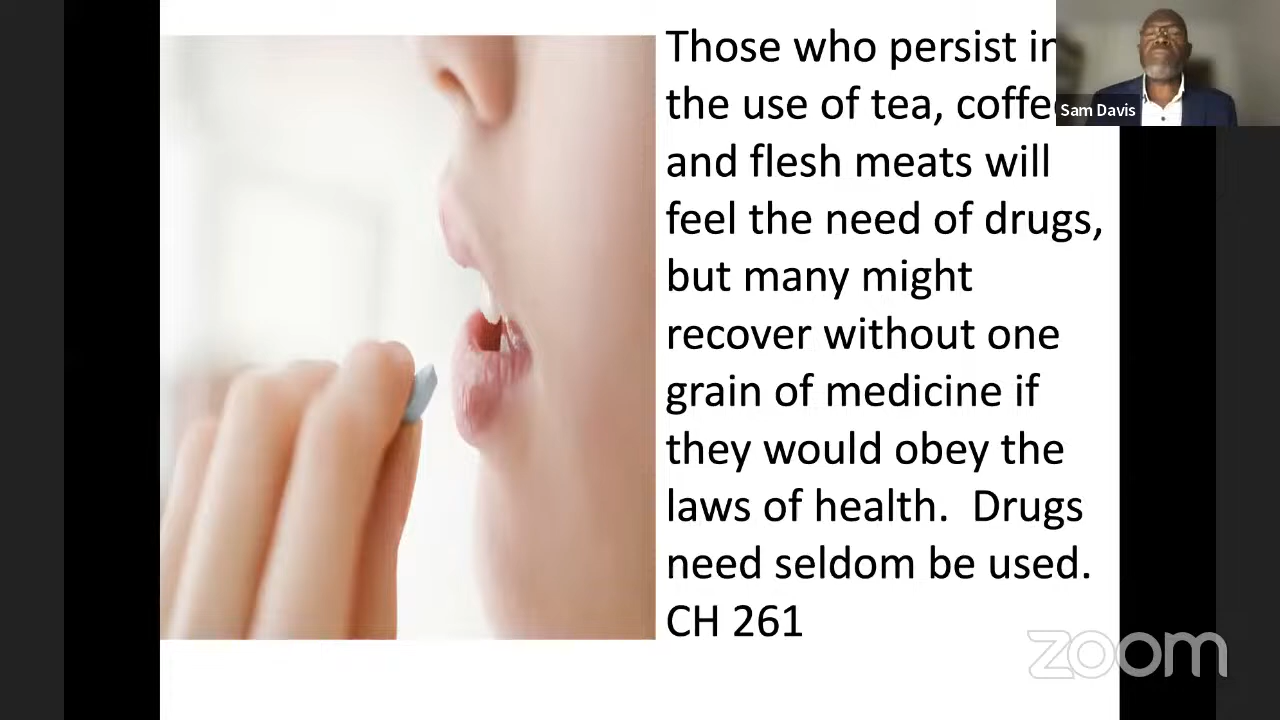 Those who persist in
the use of tea, coffe
and flesh meats will
feel the need of drugs,
but many might
recover without one
grain of medicine if
they would obey the
laws of health.  Drugs
need seldom be used.
CH 261
Sam Davis
zoom